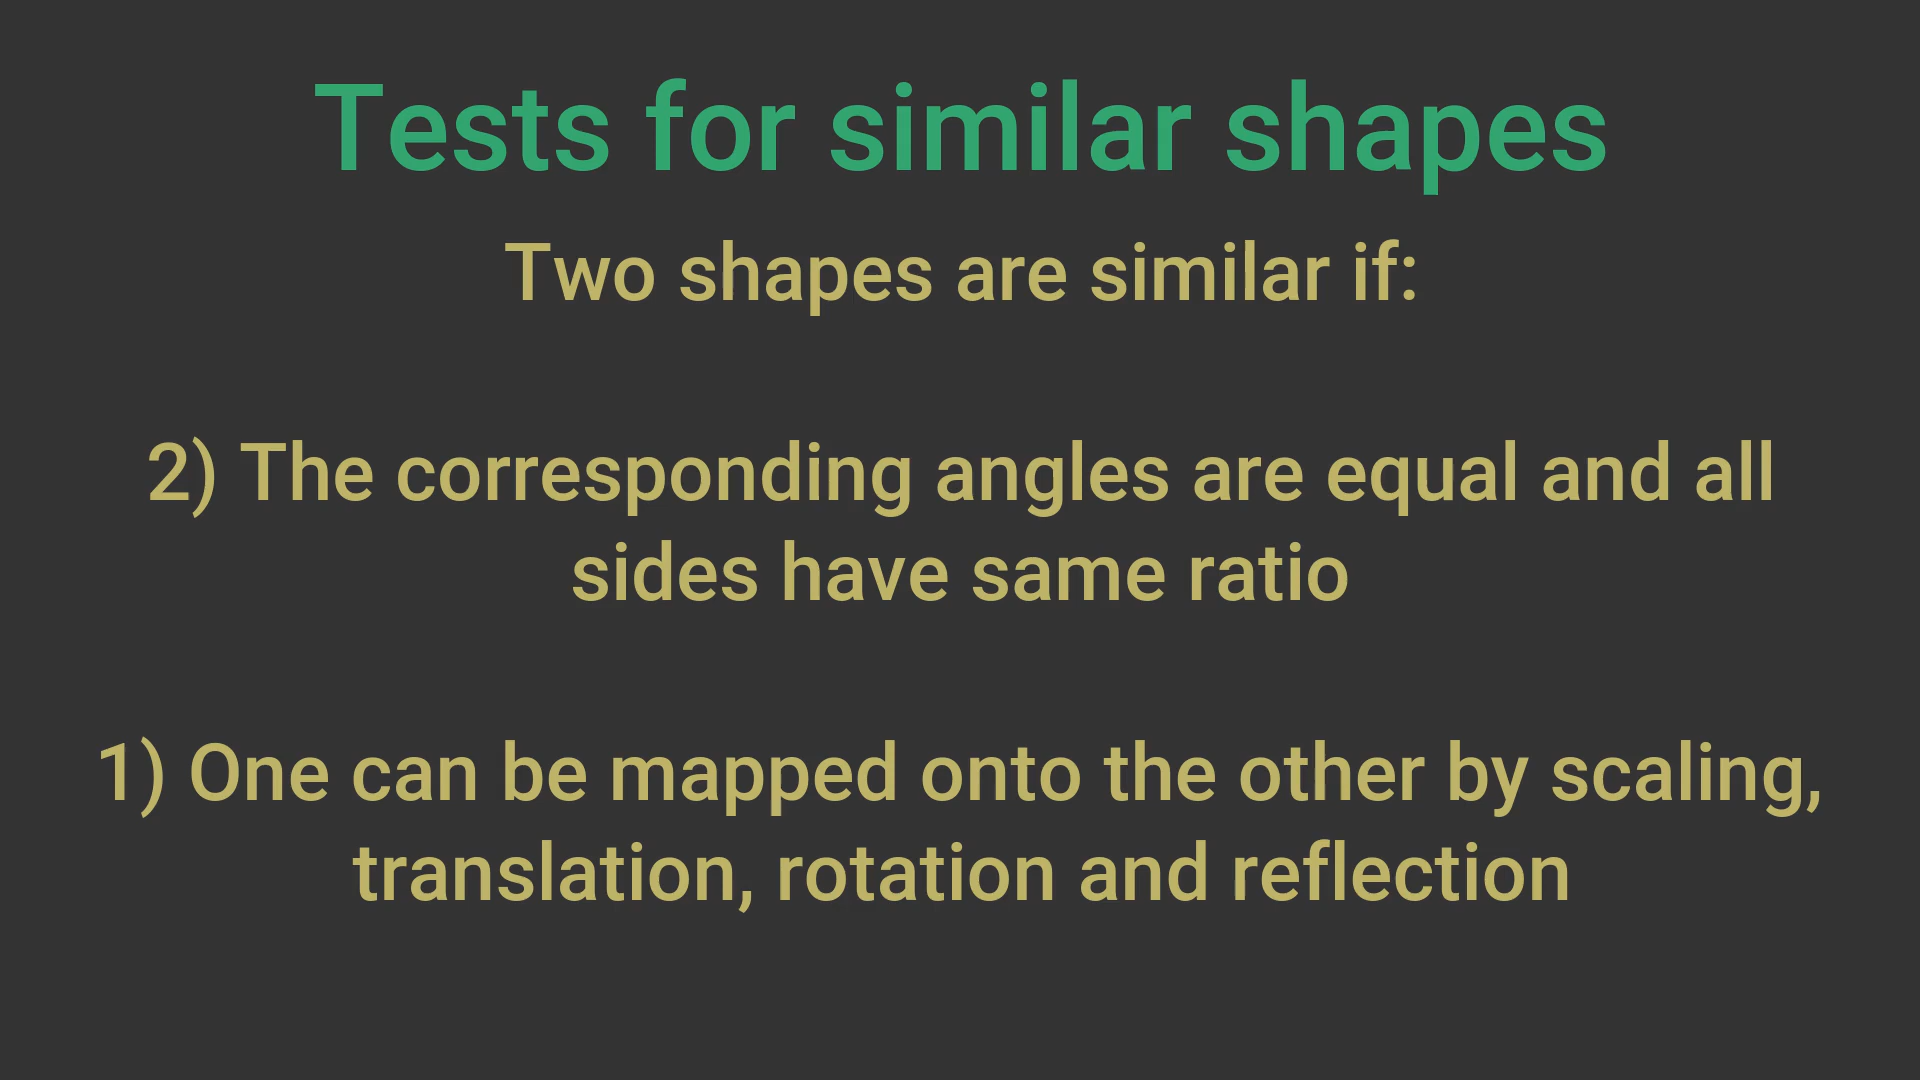 Tests for similar shapes
Two shapes are similar if:
2) The corresponding angles are equal and all
sides have same ratio
1) One can be mapped onto the other by scaling,
translation, rotation and reflection